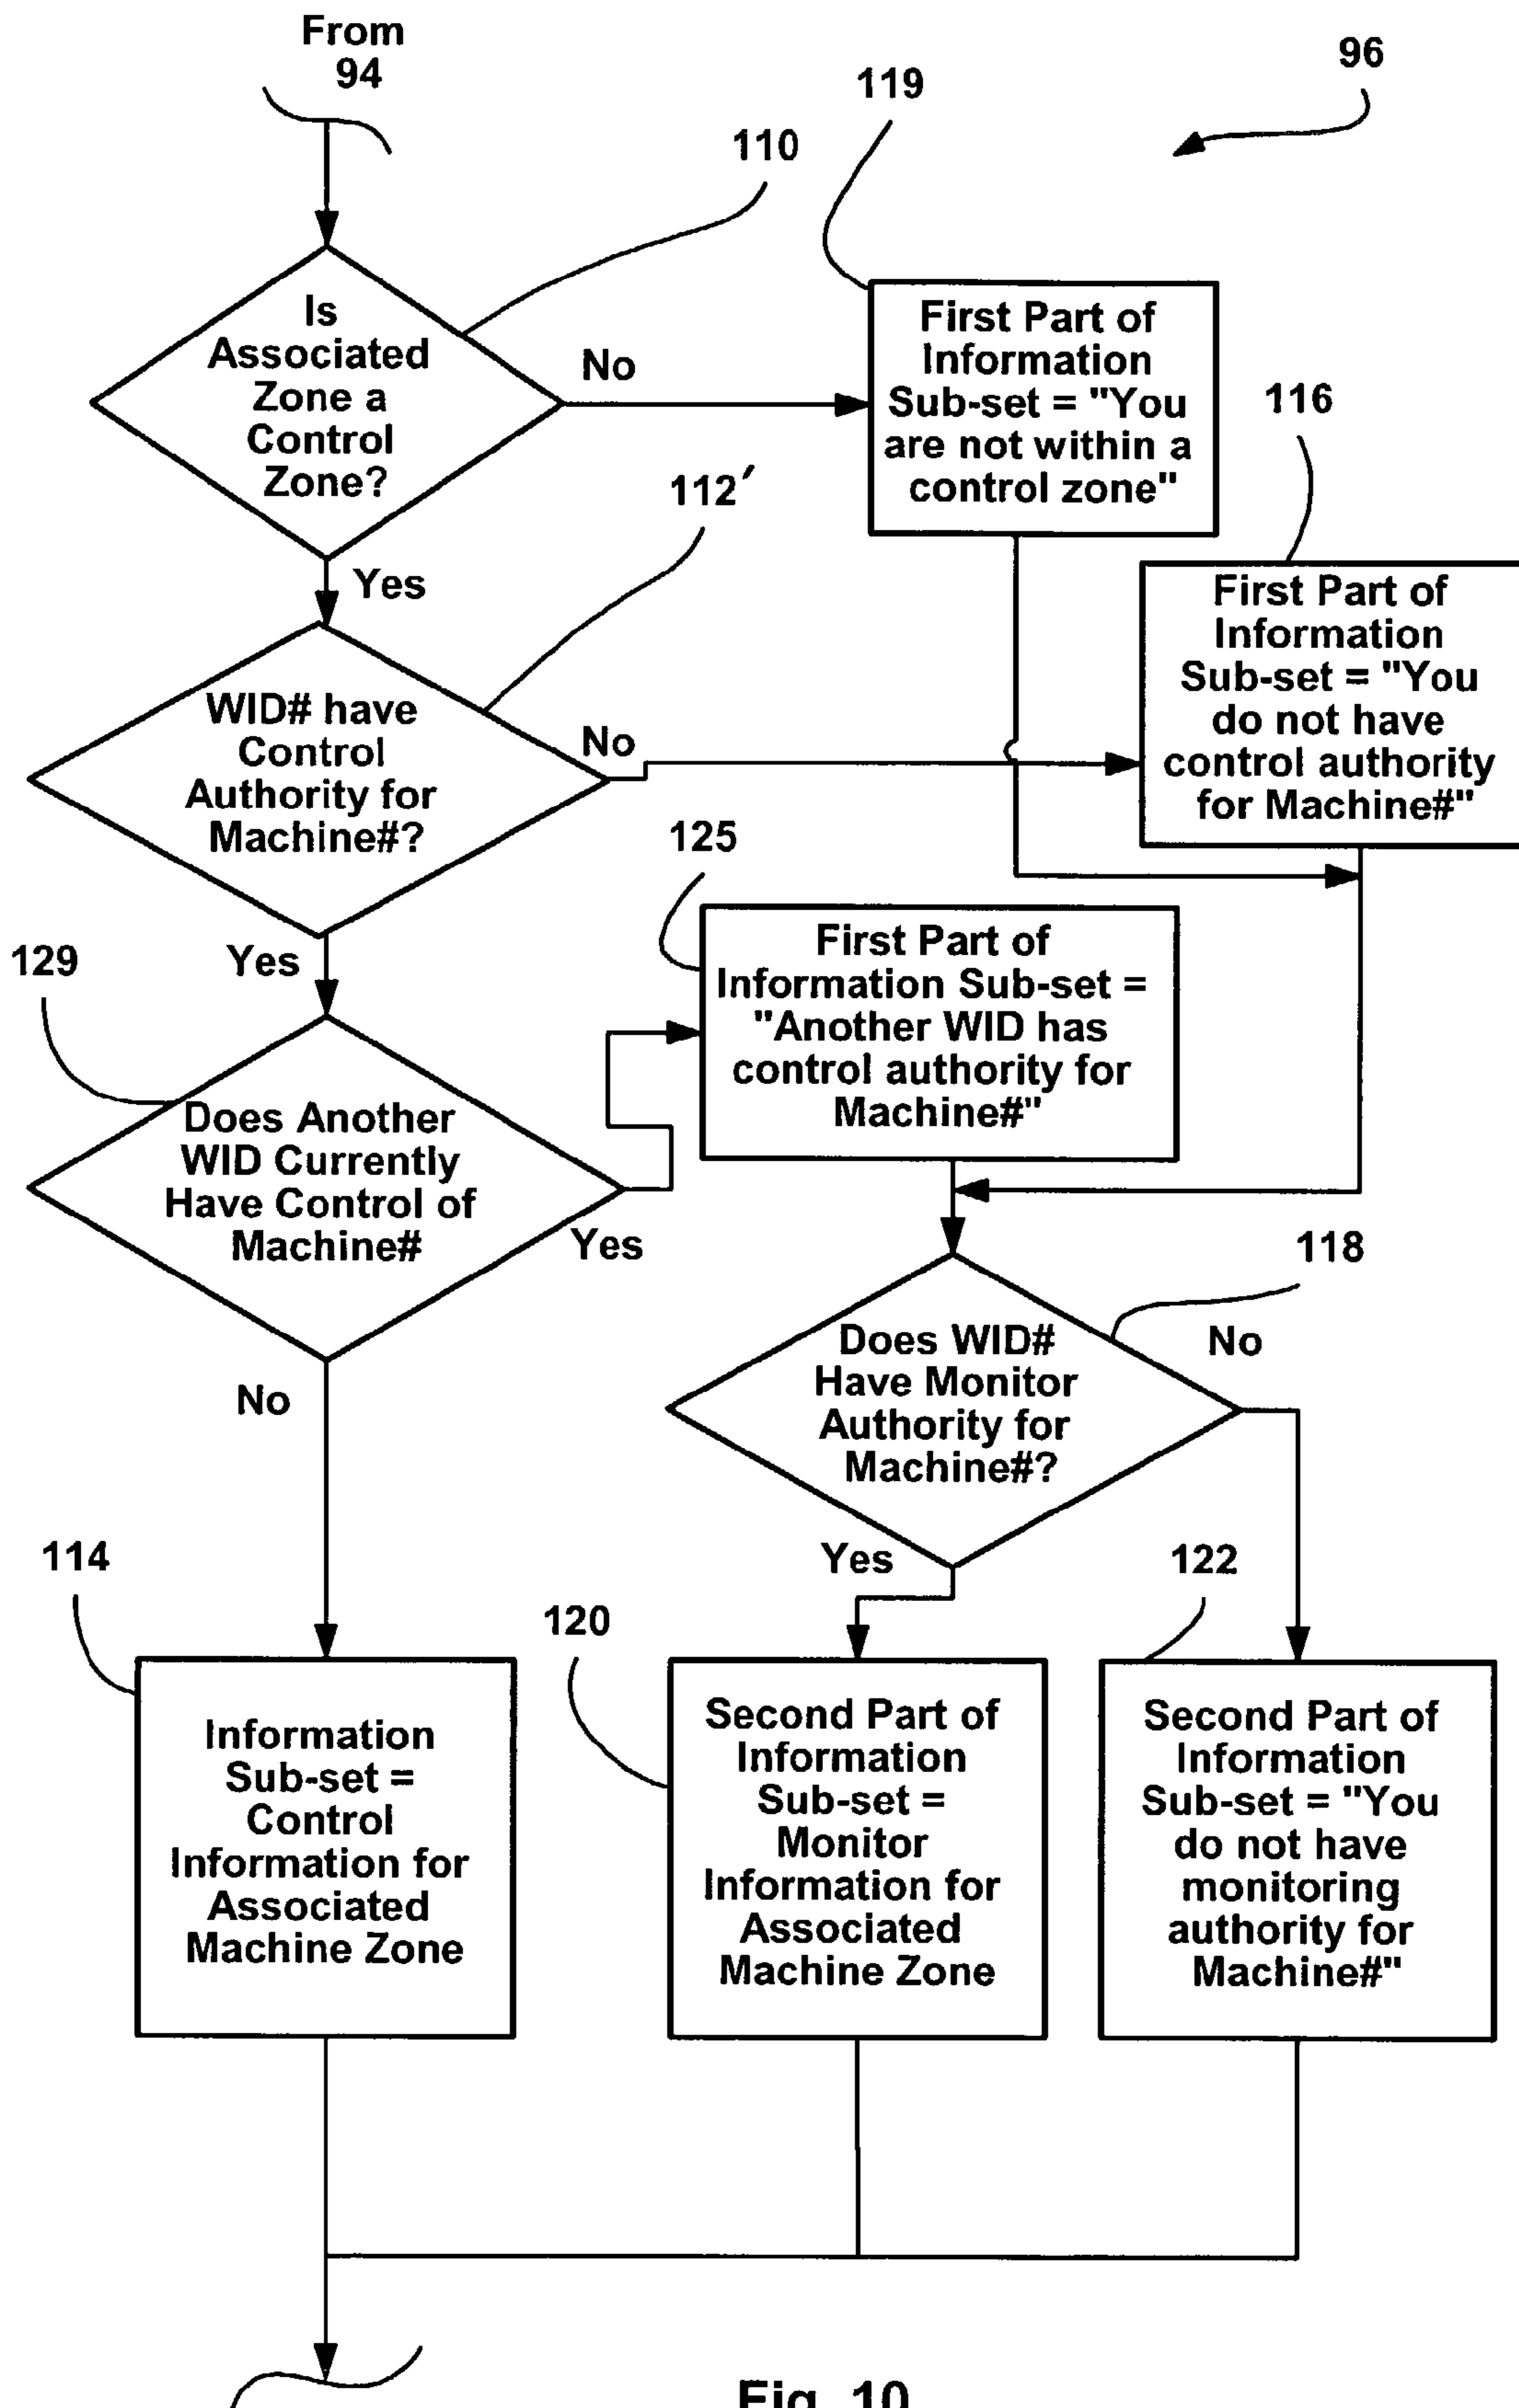 From
94
96
119
110
Is
Associated
Zone a
Control
Zone?
No
First Part of
Information
Sub-set = "You
are not within a
control zone"
116
112'
Yes
First Part of
Information
Sub-set = "You
do not have
control authority
for Machine#"
WID# have
Control
Authority for
Machine#?
No
125
129
Yes
First Part of
Information Sub-set =
"Another WID has
control authority for
Machine#"
Does Another
WID Currently
Have Control of
Machine#
Yes
118
No
Does WID#
Have Monitor
Authority for
Machine#?
No
Yes
114
120
122
Information
Sub-set =
Control
Information for
Associated
Machine Zone
Second Part of
Information
Sub-set =
Monitor
Information for
Associated
Machine Zone
Second Part of
Information
Sub-set = "You
do not have
monitoring
authority for
Machine#"
Fig. 10